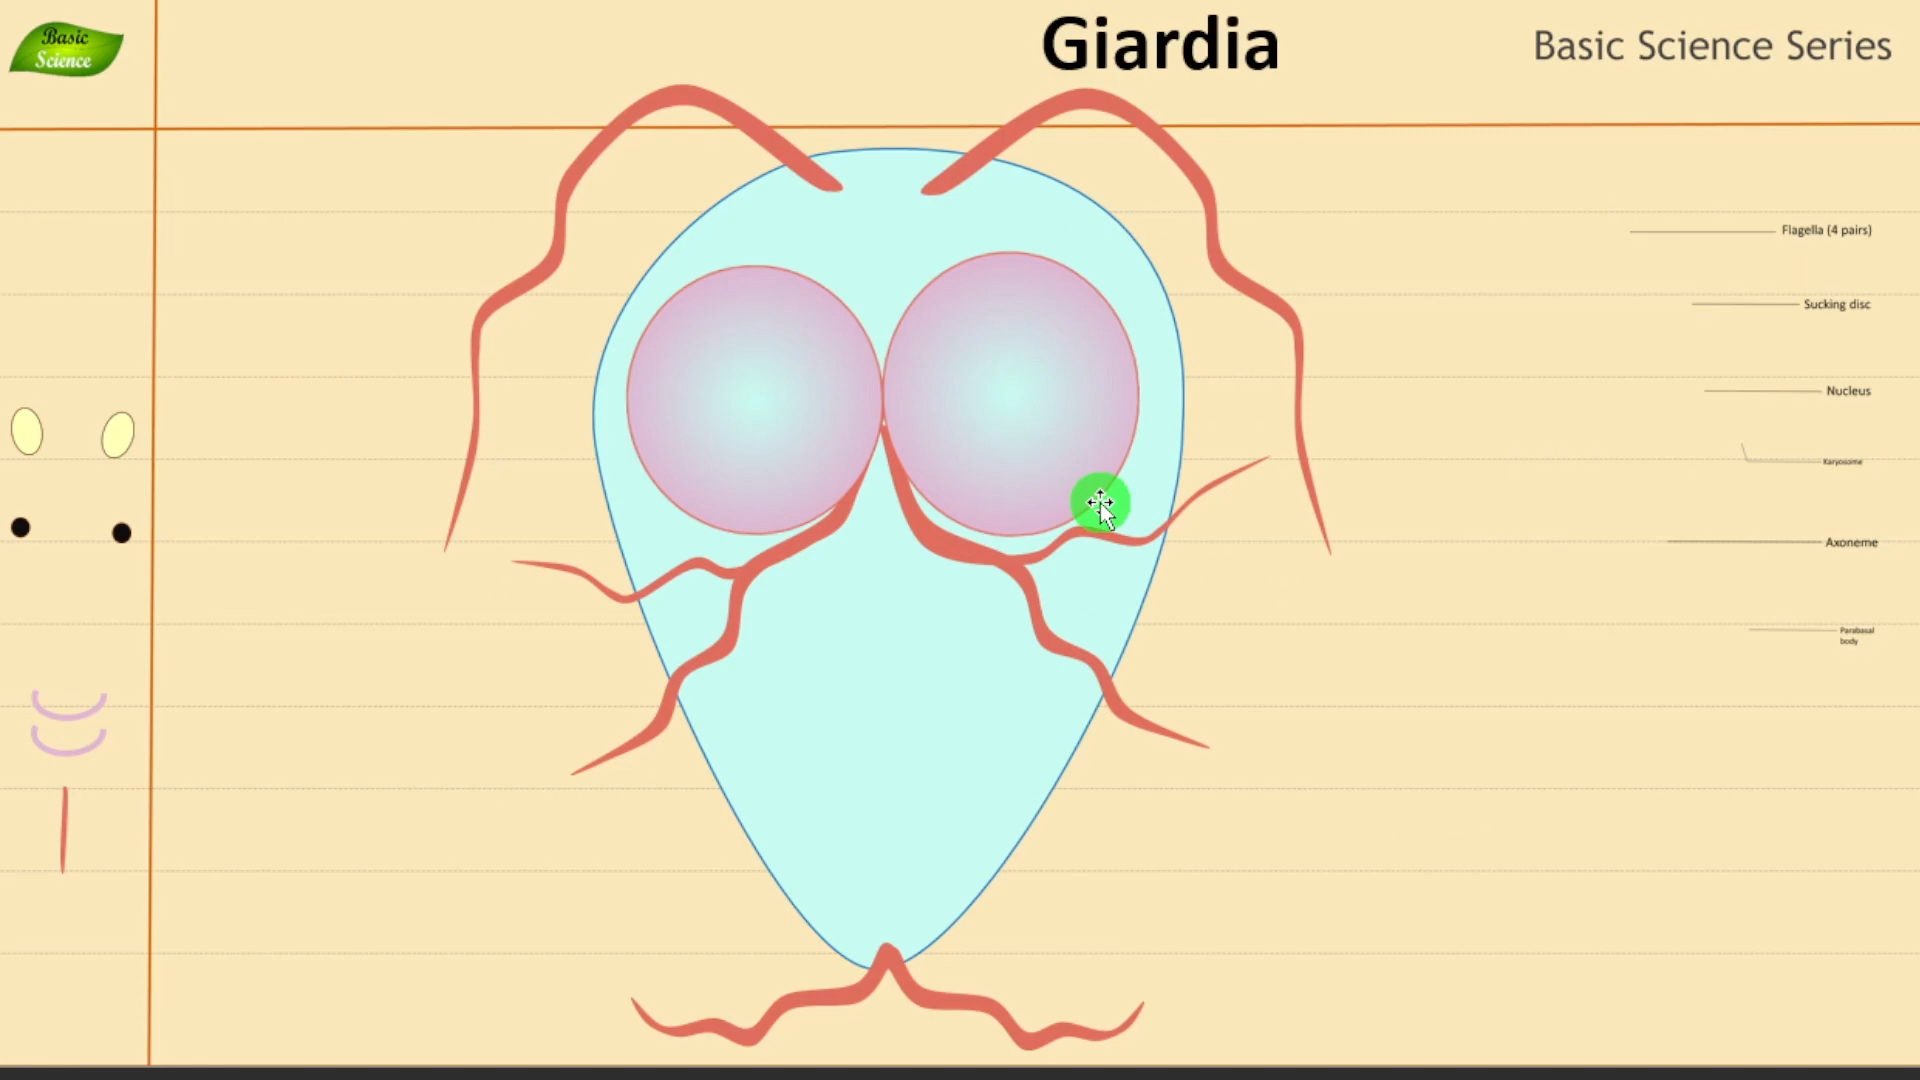 Basic
Science
Giardia
Basic Science Series
Flagella (4 pairs)
Sucking disc
Nucleus
Karyosome
Axoneme
Parabasal
body